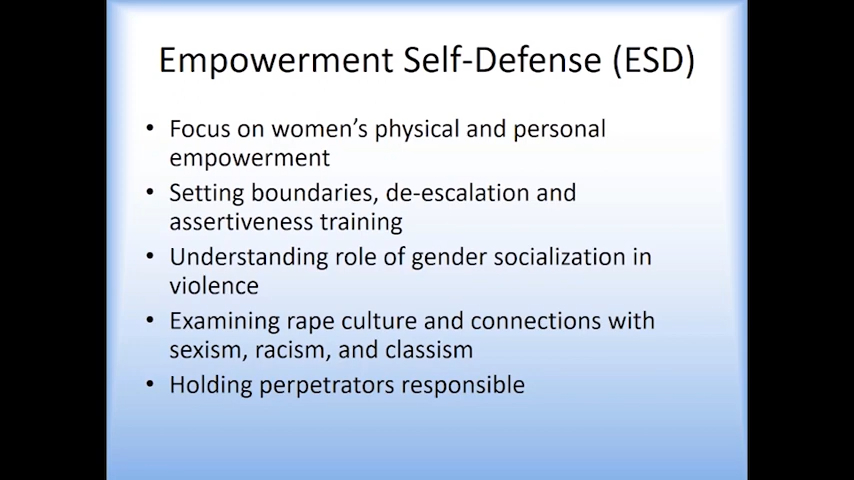 Empowerment Self-Defense (ESD)
• Focus on women's physical and personal
empowerment
• Setting boundaries, de-escalation and
assertiveness training
• Understanding role of gender socialization in
violence
• Examining rape culture and connections with
sexism, racism, and classism
• Holding perpetrators responsible